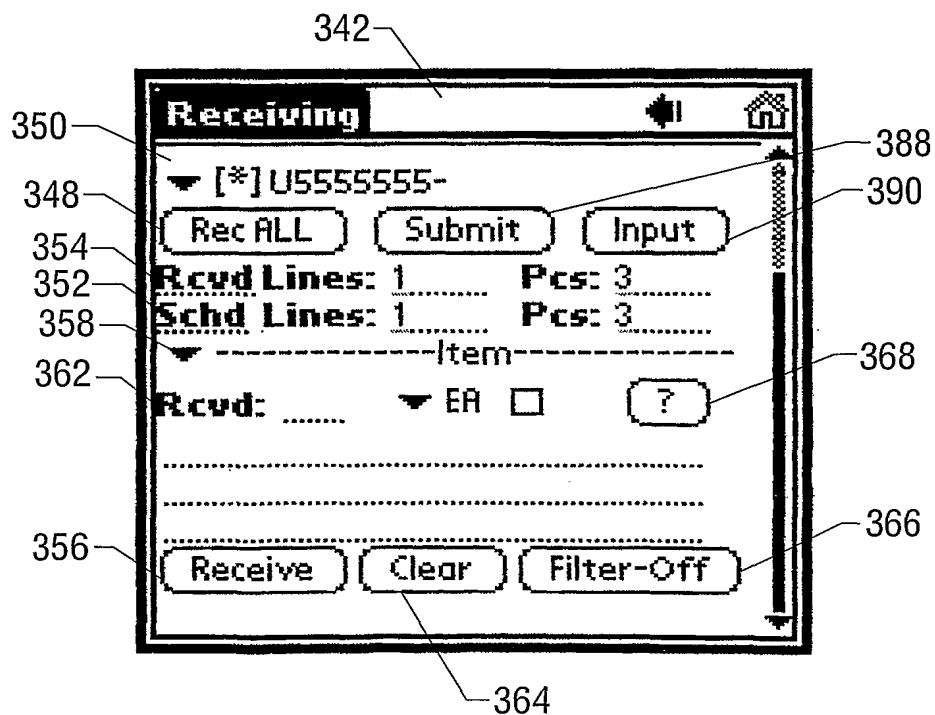 342
Receiving
350
388
[*] U5555555-
348
390
Rec ALL Submit Input
354
Rcvd Lines: 1 Pcs: 3
352
Schd Lines: 1 Pcs: 3
358
Item
368
362
Rcvd: EA ?
356
366
Receive Clear Filter-Off
364